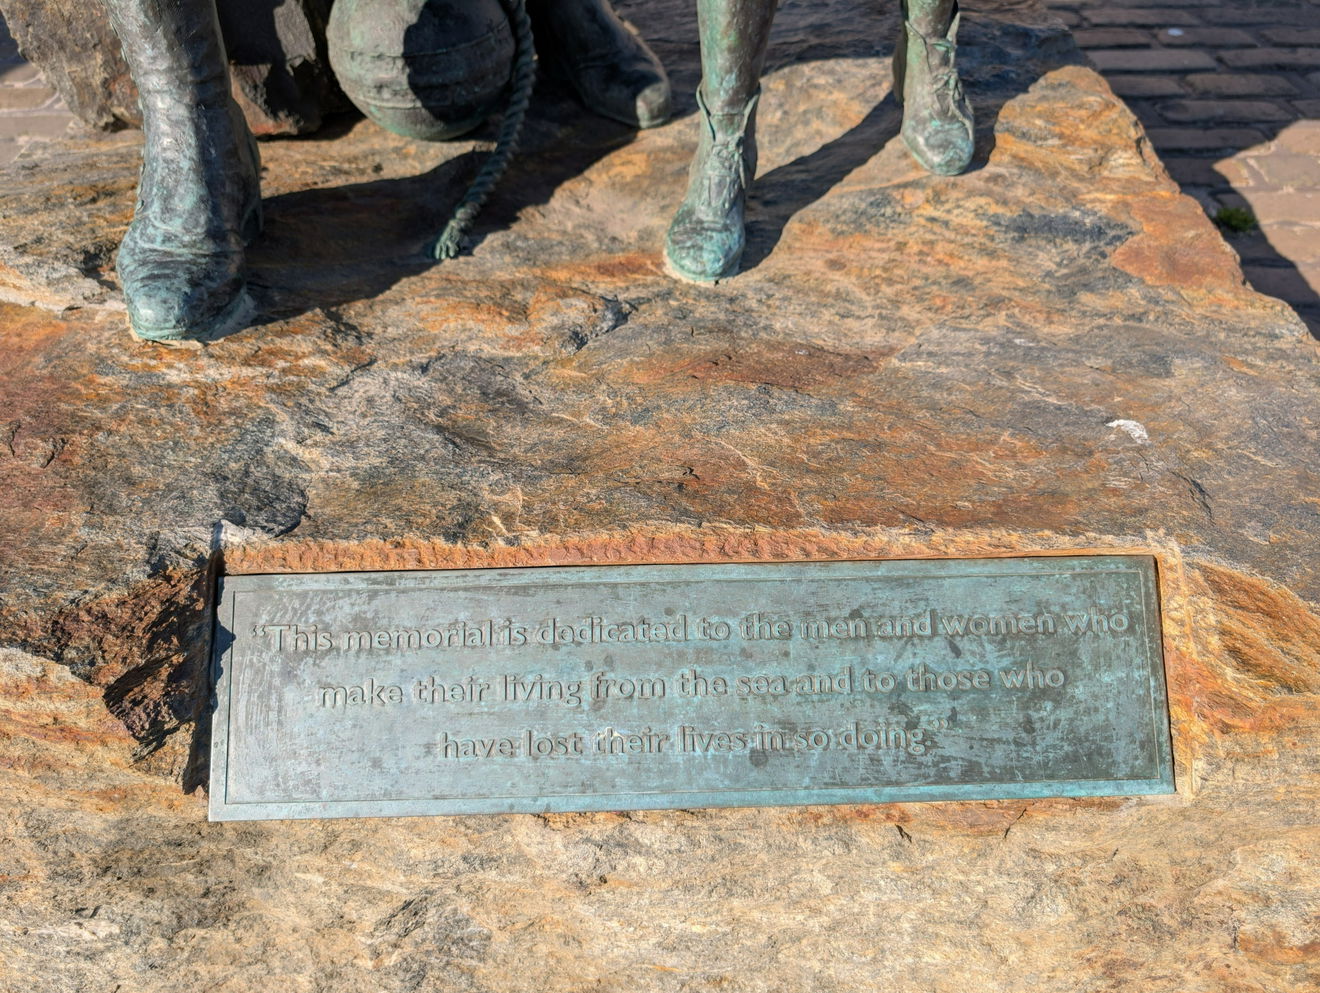 “This memorial is dedicated to the men and women who
make their living from the sea and to those who
have lost their lives in so doing.”